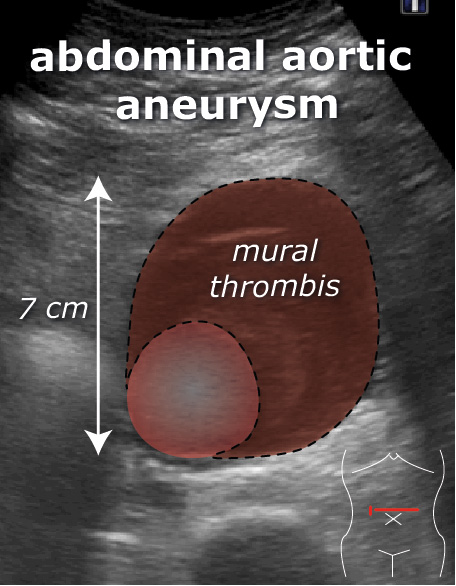 abdominal aortic
aneurysm
mural
thrombis
7 cm